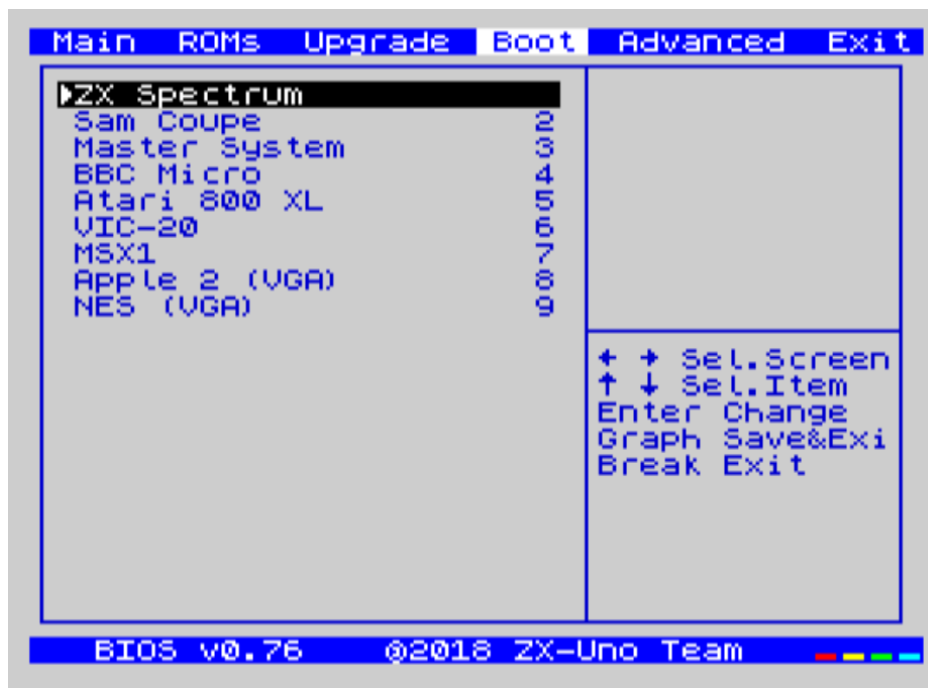 Main ROMs Upgrade Boot Advanced Exit
ZX Spectrum
Sam Coupe 2
Master System 3
BBC Micro 4
Atari 800 XL 5
VIC-20 6
MSX1 7
Apple 2 (VGA) 8
NES (VGA) 9
← → Sel.Screen
↑ ↓ Sel.Item
Enter Change
Graph Save&Exi
Break Exit
BIOS v0.76 ©2018 ZX-Uno Team